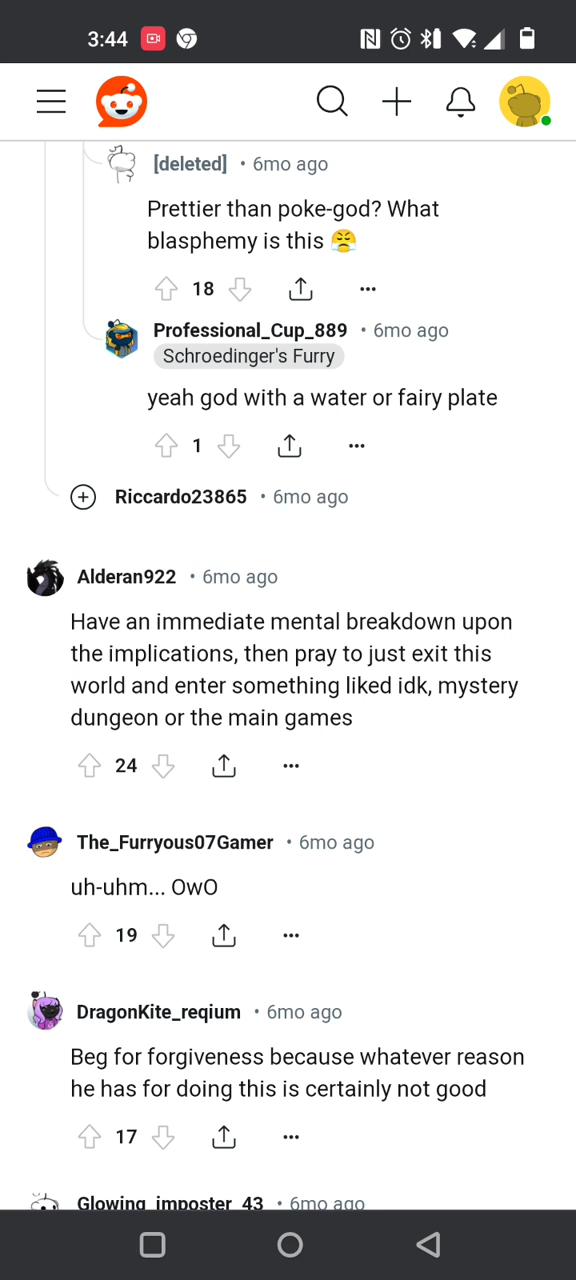 3:44
[deleted] • 6mo ago
Prettier than poke-god? What
blasphemy is this 😤
18
Professional_Cup_889 • 6mo ago
Schroedinger's Furry
yeah god with a water or fairy plate
1
Riccardo23865 • 6mo ago
Alderan922 • 6mo ago
Have an immediate mental breakdown upon
the implications, then pray to just exit this
world and enter something liked idk, mystery
dungeon or the main games
24
The_Furryous07Gamer • 6mo ago
uh-uhm... OwO
19
DragonKite_reqium • 6mo ago
Beg for forgiveness because whatever reason
he has for doing this is certainly not good
17
Glowing_imposter_43 • 6mo ago